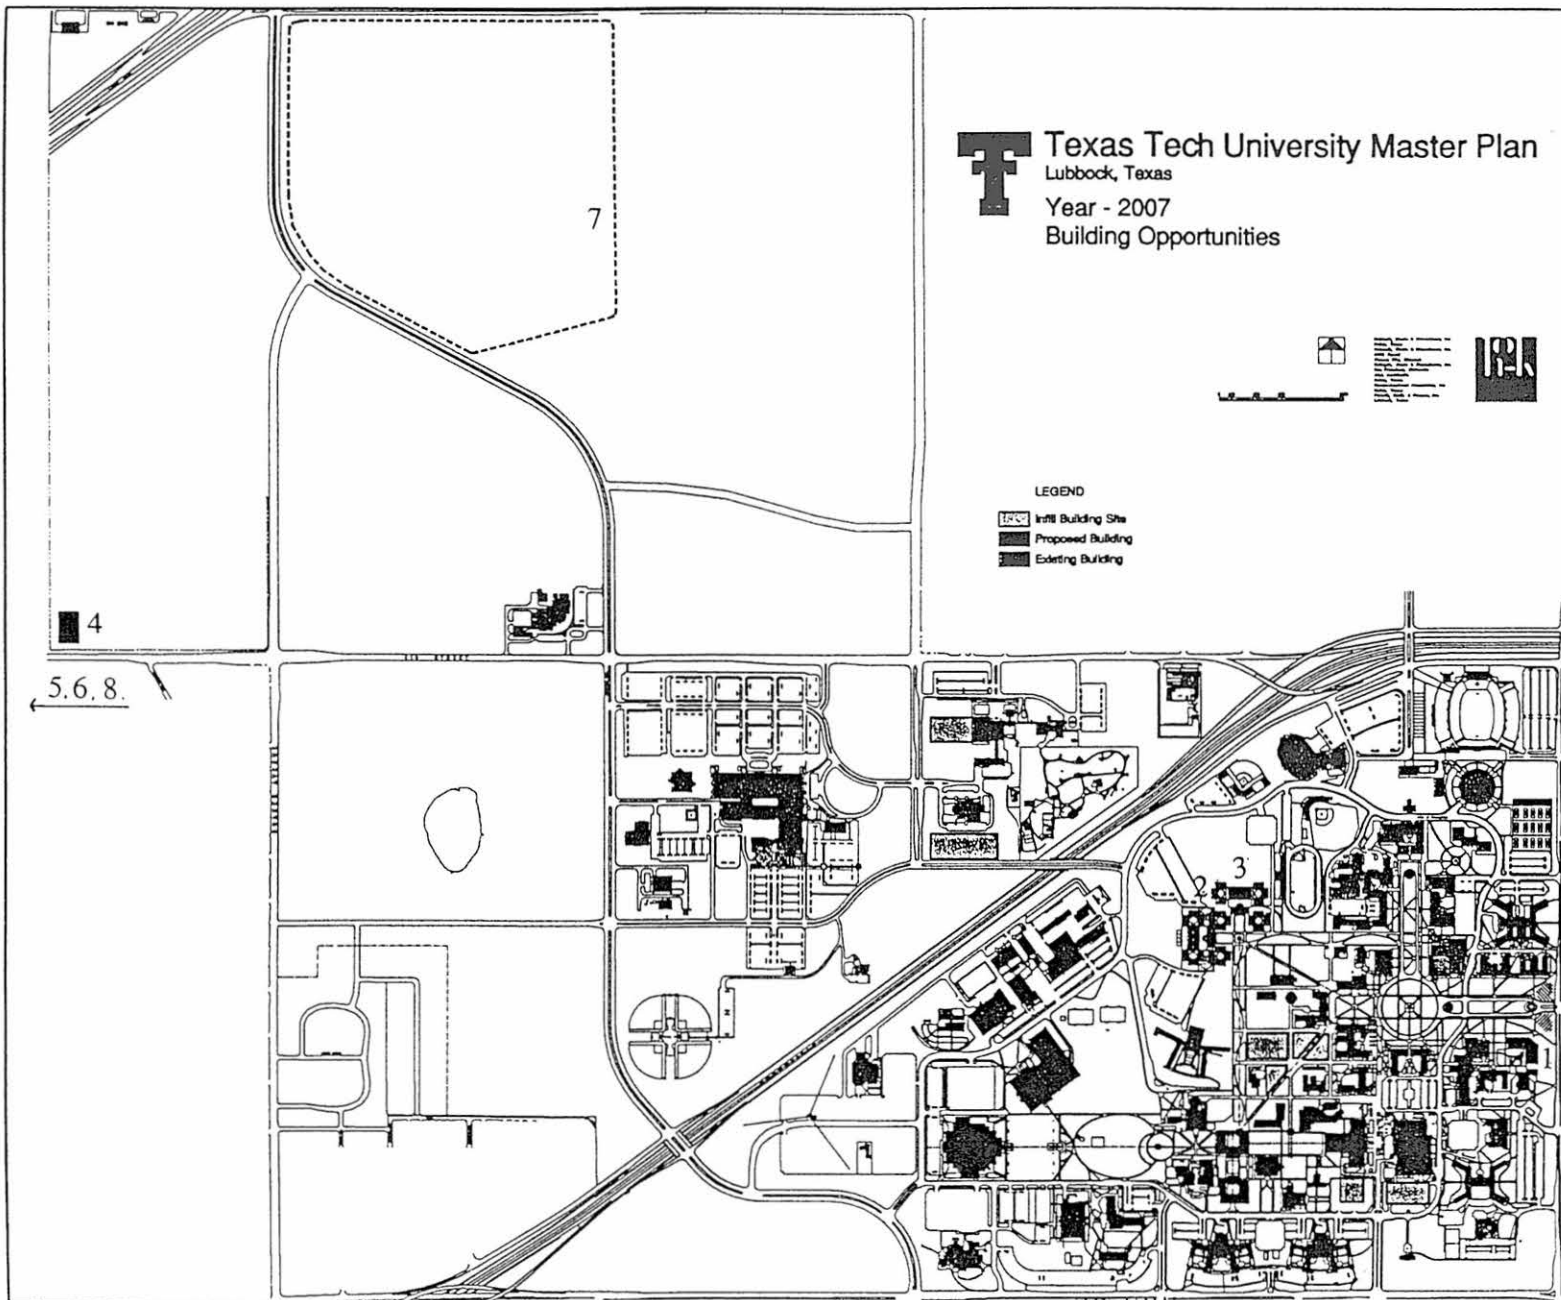 Texas Tech University Master Plan
Lubbock, Texas
Year - 2007
Building Opportunities
7
LEGEND
Infill Building Site
Proposed Building
Existing Building
4
5, 6, 8.
3
2
1